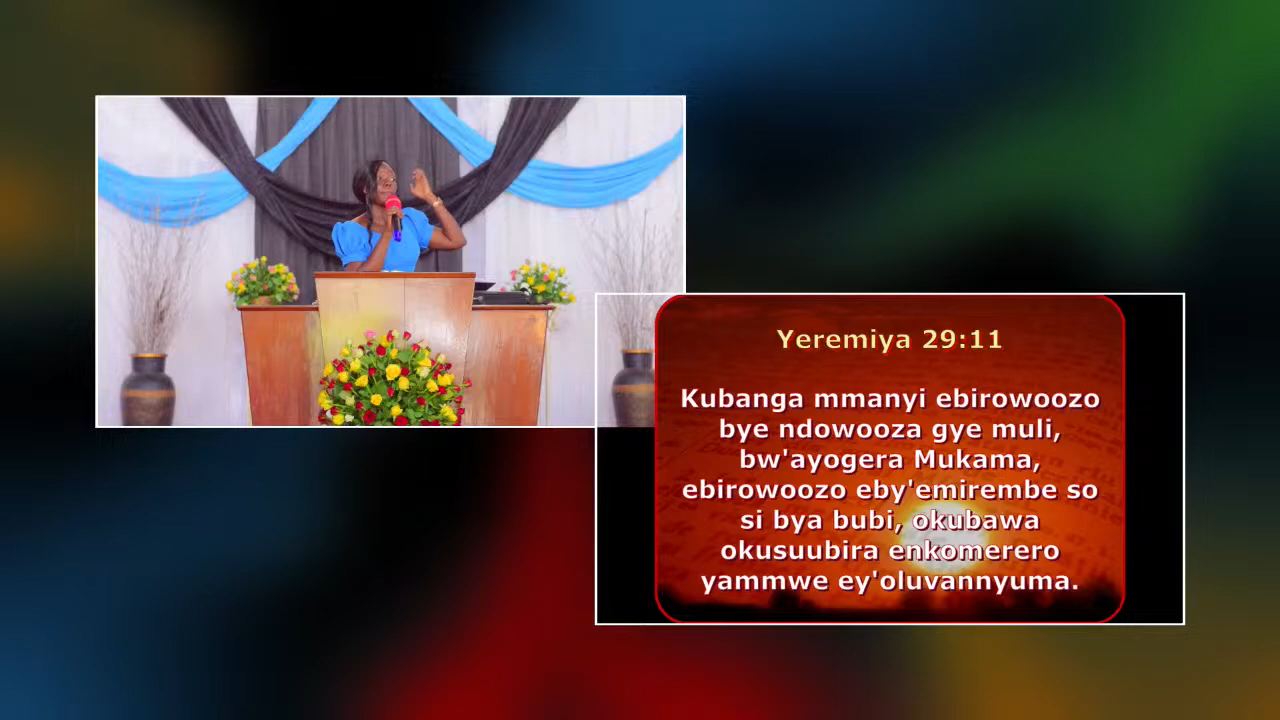 Yeremiya 29:11
Kubanga mmanyi ebirowoozo
bye ndowooza gye muli,
bw'ayogera Mukama,
ebirowoozo eby'emirembe so
si bya bubi, okubawa
okusuubira enkomerero
yammwe ey'oluvannyuma.